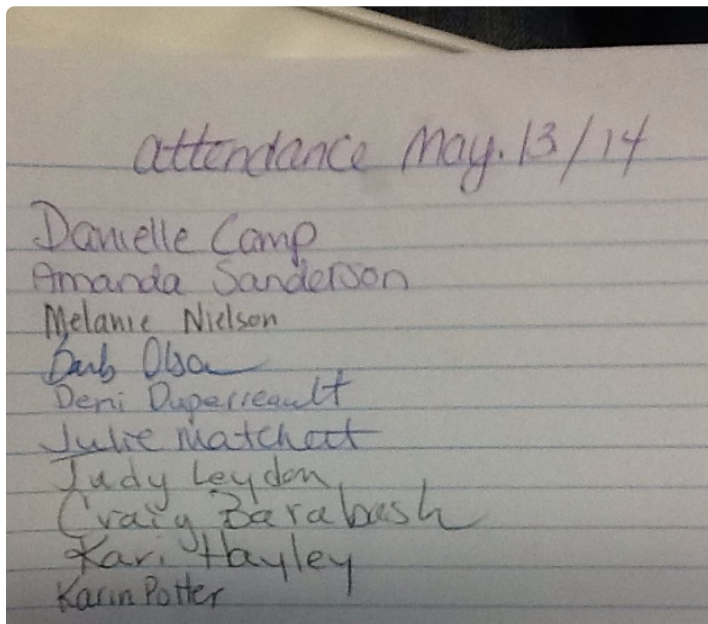 attendance May. 13/14
Danielle Camp
Amanda Sanderson
Melanie Nielson
Barb Olson
Demi Duperreault
Julie Matchett
Judy Leydon
Craig Barabash
Kari Hayley
Karin Potter